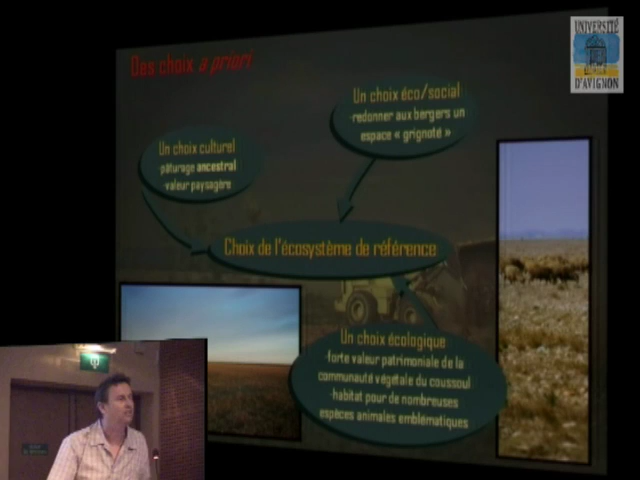 Des choix a priori
UNIVERSITÉ
D'AVIGNON
Un choix éco/social
-redonner aux bergers un
espace « grignoté »
Un choix culturel
-pâturage ancestral
-valeur paysagère
Choix de l'écosystème de référence
Un choix écologique
-forte valeur patrimoniale de la
communauté végétale du coussoul
-habitat pour de nombreuses
espèces animales emblématiques